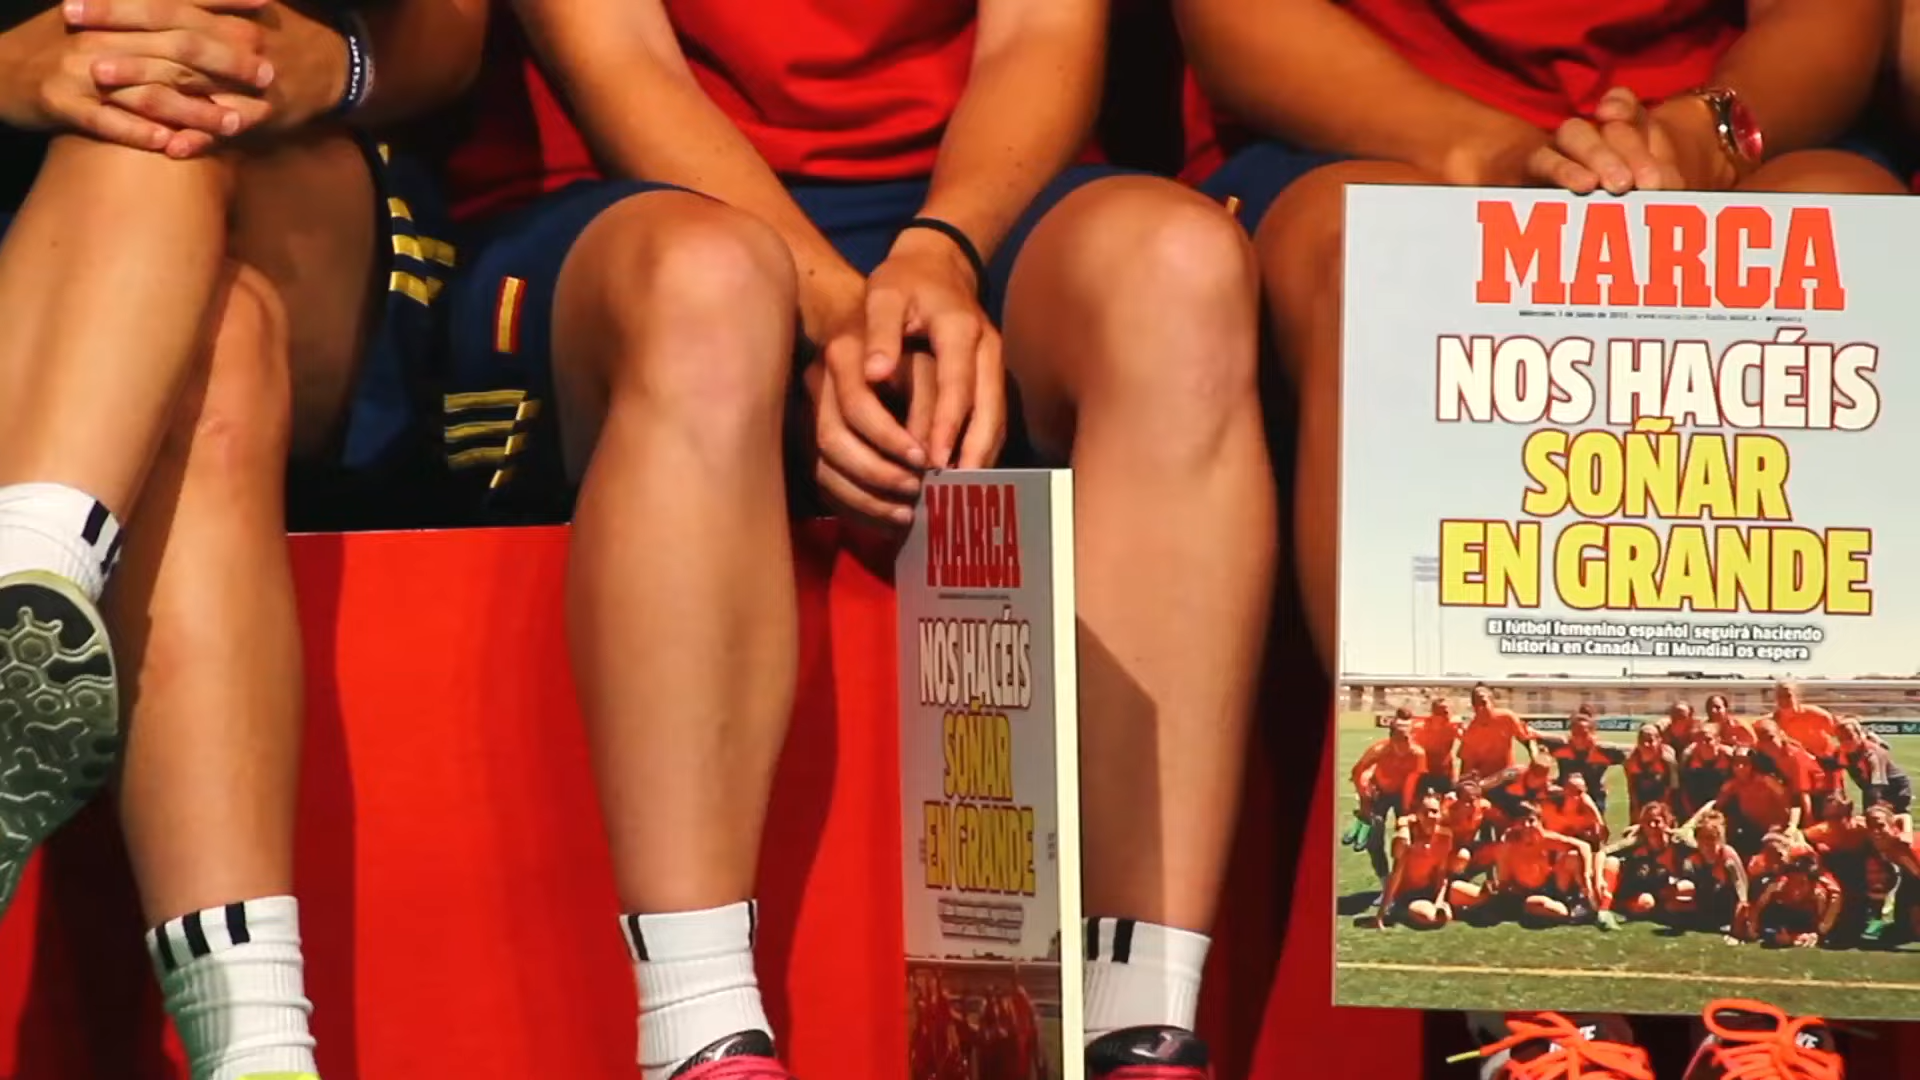 MARCA
NOS HACÉIS
SOÑAR
EN GRANDE
MARCA
NOS HACÉIS
SOÑAR
EN GRANDE
El fútbol femenino español seguirá haciendo
historia en Canadá... El Mundial os espera
adidas